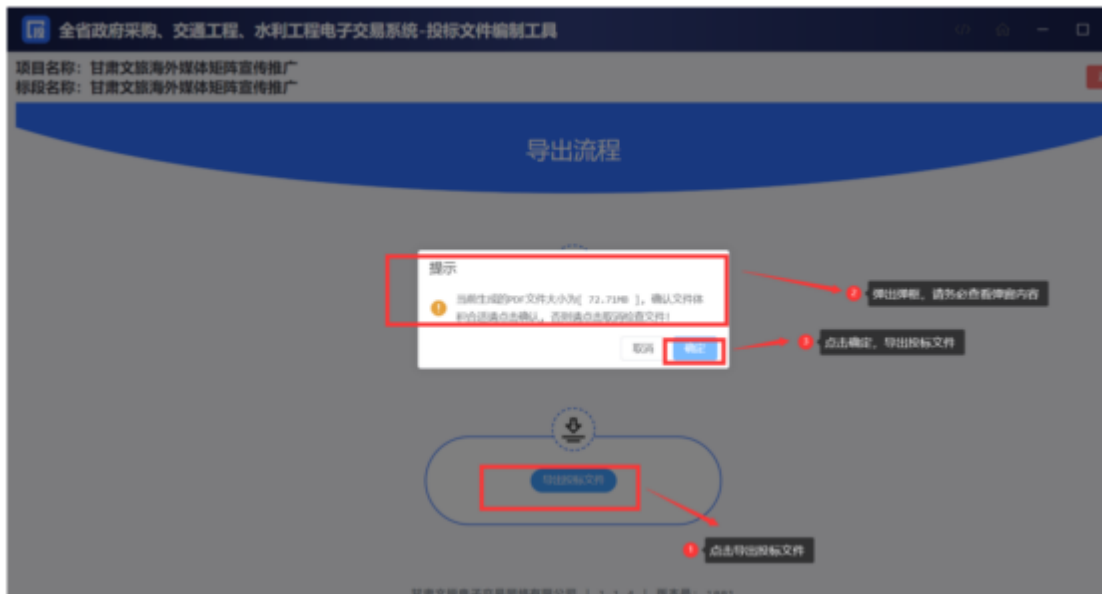 全省政府采购、交通工程、水利工程电子交易系统-投标文件编制工具
项目名称：甘肃文旅海外媒体矩阵宣传推广
标段名称：甘肃文旅海外媒体矩阵宣传推广
导出流程
提示
当前生成的PDF文件大小为[ 72.71MB ]，确认文件体
积合适请点击确认，否则请点击取消检查文件！
2 弹出弹框，请务必查看弹窗内容
取消 确定
3 点击确定，导出投标文件
导出投标文件
1 点击导出投标文件